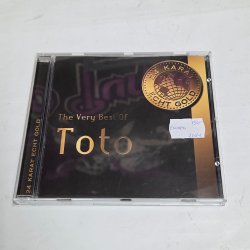 24 KARAT
ECHT GOLD
The Very Best Of
Toto
24 KARAT ECHT GOLD